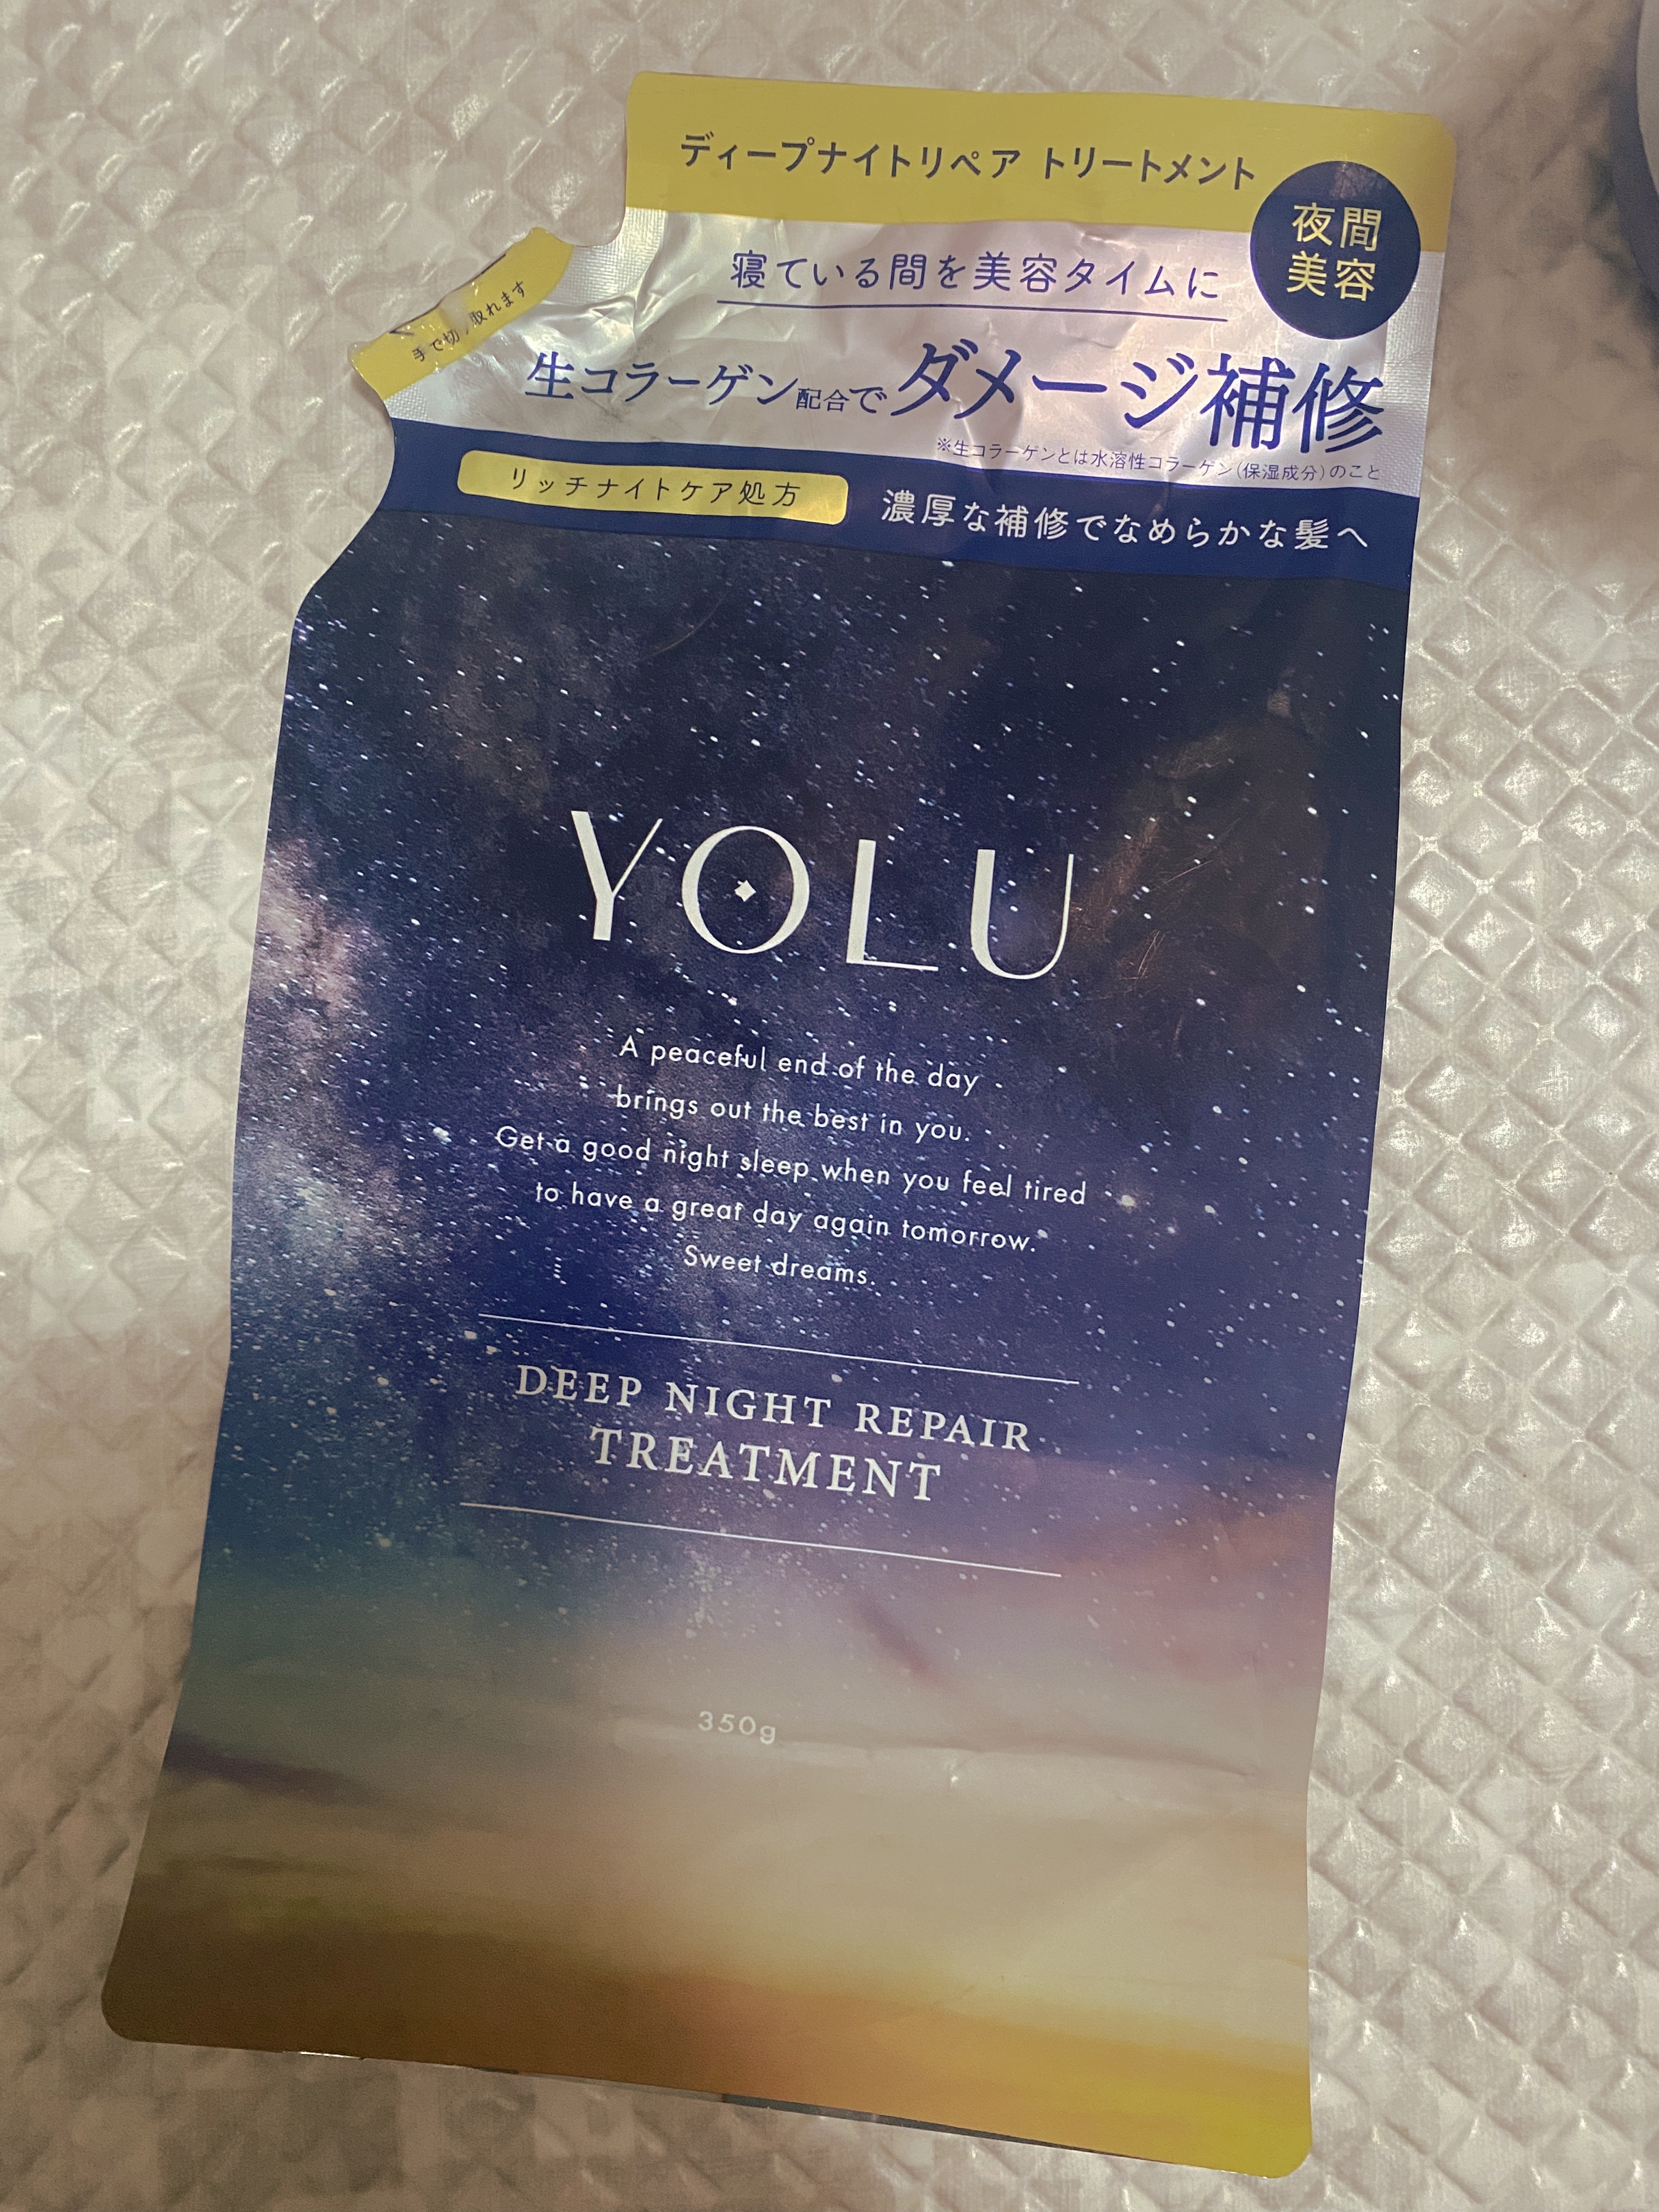 ディープナイトリペア トリートメント
夜間
美容
寝ている間を美容タイムに
手で切り取れます
生コラーゲン配合でダメージ補修
※生コラーゲンとは水溶性コラーゲン(保湿成分)のこと
リッチナイトケア処方
濃厚な補修でなめらかな髪へ
YOLU
A peaceful end of the day
brings out the best in you.
Get a good night sleep when you feel tired
to have a great day again tomorrow.
Sweet dreams.
DEEP NIGHT REPAIR
TREATMENT
350g